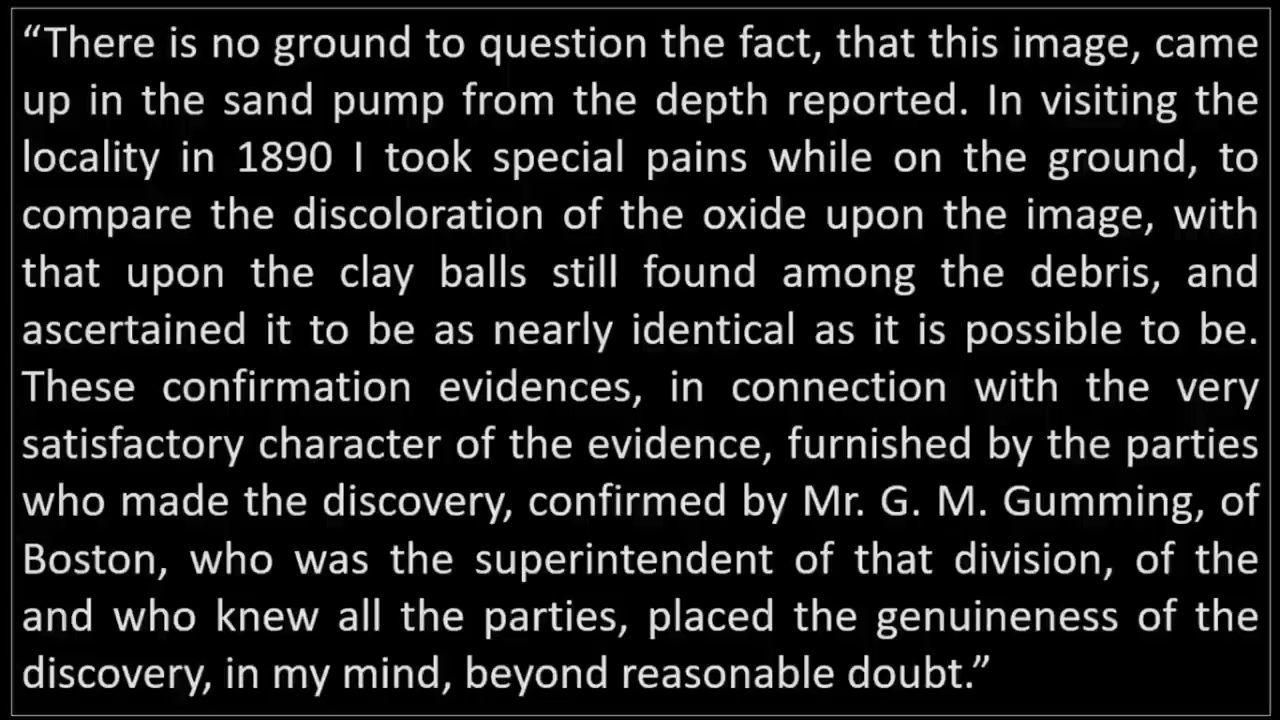 “There is no ground to question the fact, that this image, came
up in the sand pump from the depth reported. In visiting the
locality in 1890 I took special pains while on the ground, to
compare the discoloration of the oxide upon the image, with
that upon the clay balls still found among the debris, and
ascertained it to be as nearly identical as it is possible to be.
These confirmation evidences, in connection with the very
satisfactory character of the evidence, furnished by the parties
who made the discovery, confirmed by Mr. G. M. Gumming, of
Boston, who was the superintendent of that division, of the
and who knew all the parties, placed the genuineness of the
discovery, in my mind, beyond reasonable doubt.”